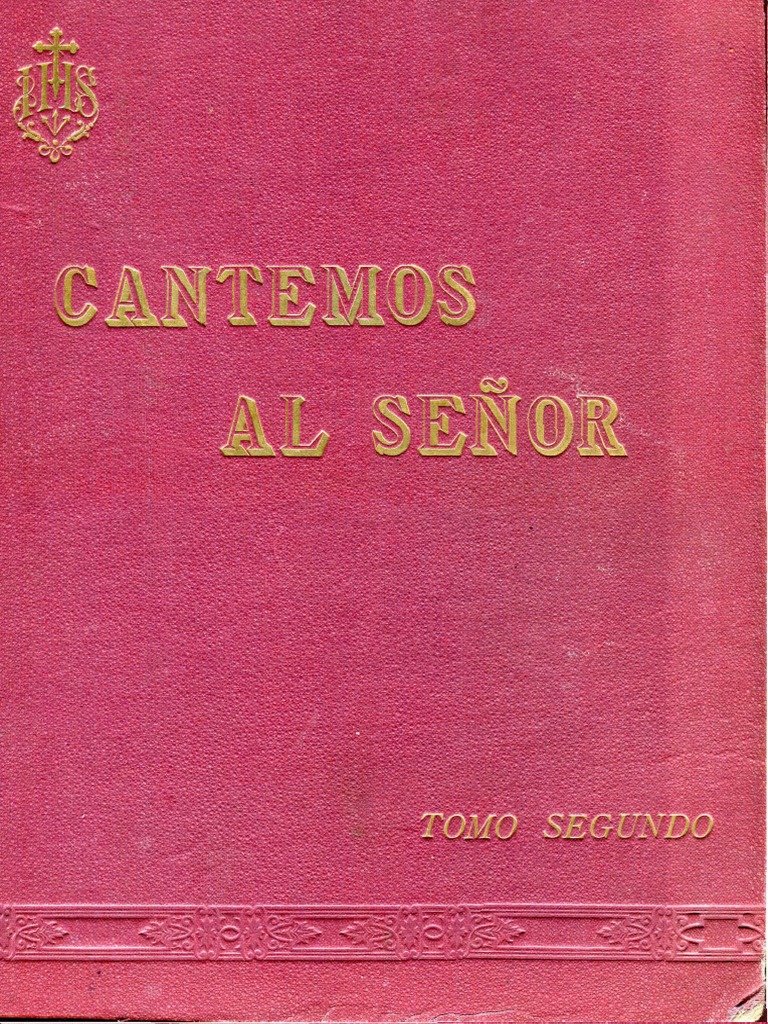 IHS
CANTEMOS
AL SEÑOR
TOMO SEGUNDO